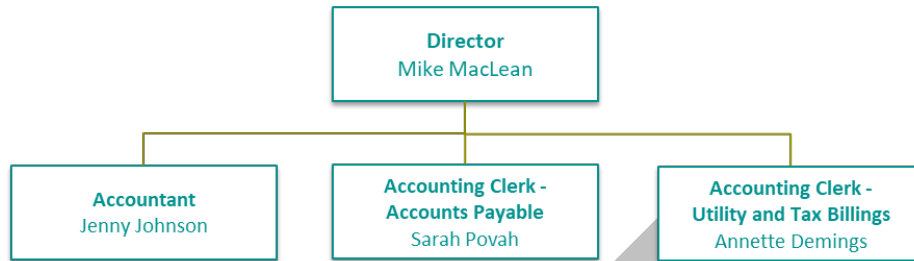 Director
Mike MacLean
Accountant
Jenny Johnson
Accounting Clerk -
Accounts Payable
Sarah Povah
Accounting Clerk -
Utility and Tax Billings
Annette Demings